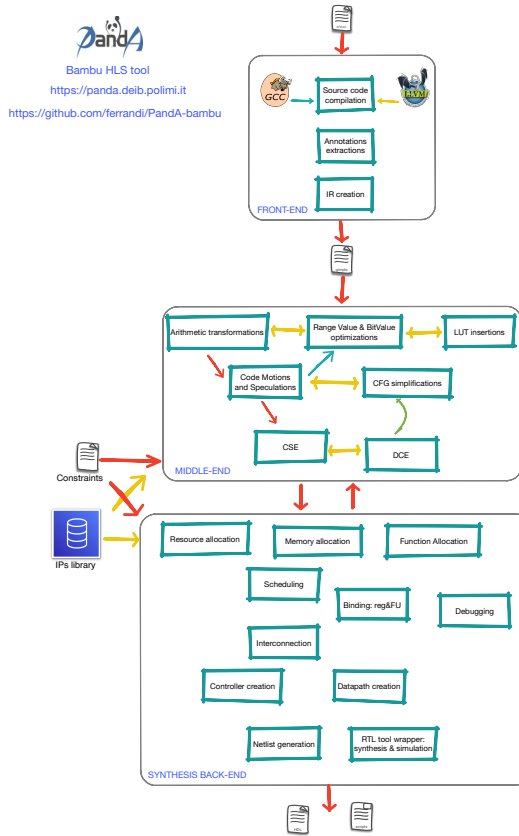 PandA
Bambu HLS tool
https://panda.deib.polimi.it
https://github.com/ferrandi/PandA-bambu
GCC
Source code
compilation
Annotations
extractions
IR creation
FRONT-END
Arithmetic transformations
Range Value & BitValue
optimizations
LUT insertions
Code Motions
and Speculations
CFG simplifications
CSE
DCE
MIDDLE-END
Constraints
IPs library
Resource allocation
Memory allocation
Function Allocation
Scheduling
Binding: reg&FU
Debugging
Interconnection
Controller creation
Datapath creation
Netlist generation
RTL tool wrapper:
synthesis & simulation
SYNTHESIS BACK-END
HDL
scripts